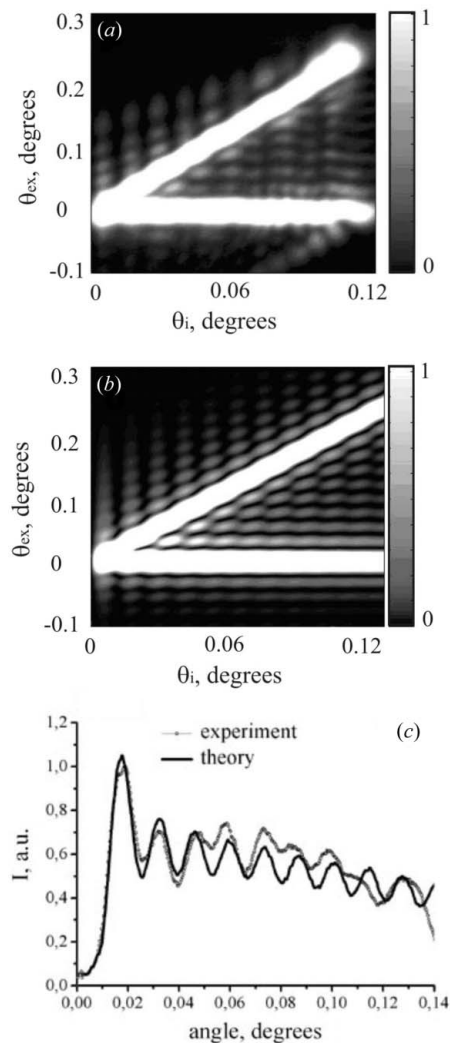 (a)
0.3
0.2
0.1
0
-0.1
θex, degrees
0
0.06
0.12
θi, degrees
1
0
(b)
0.3
0.2
0.1
0
-0.1
θex, degrees
0
0.06
0.12
θi, degrees
1
0
(c)
experiment
theory
1,2
1,0
0,8
0,6
0,4
0,2
0,0
I, a.u.
0,00 0,02 0,04 0,06 0,08 0,10 0,12 0,14
angle, degrees